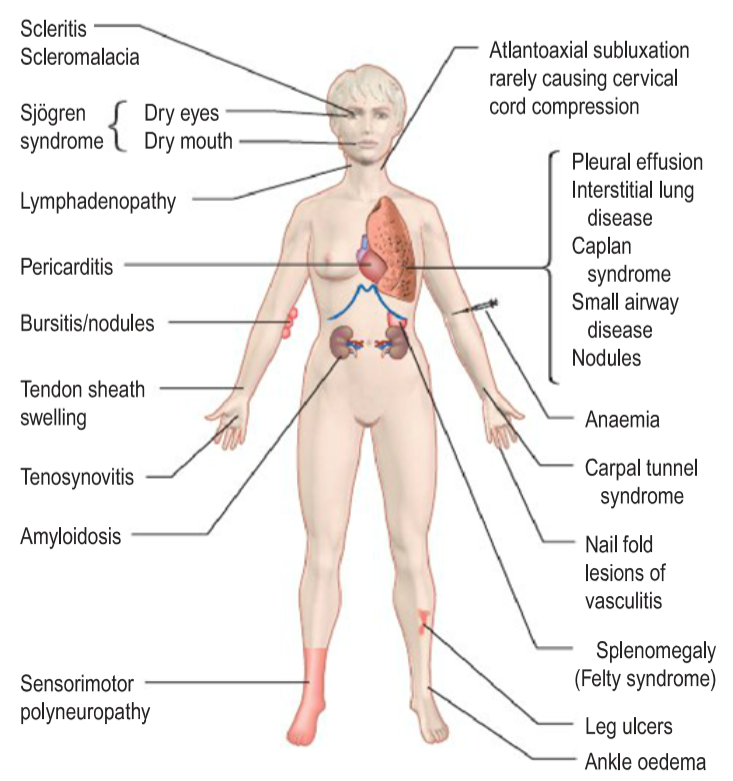 Scleritis
Scleromalacia
Sjögren
syndrome
Dry eyes
Dry mouth
Lymphadenopathy
Pericarditis
Bursitis/nodules
Tendon sheath
swelling
Tenosynovitis
Amyloidosis
Sensorimotor
polyneuropathy
Atlantoaxial subluxation
rarely causing cervical
cord compression
Pleural effusion
Interstitial lung
disease
Caplan
syndrome
Small airway
disease
Nodules
Anaemia
Carpal tunnel
syndrome
Nail fold
lesions of
vasculitis
Splenomegaly
(Felty syndrome)
Leg ulcers
Ankle oedema